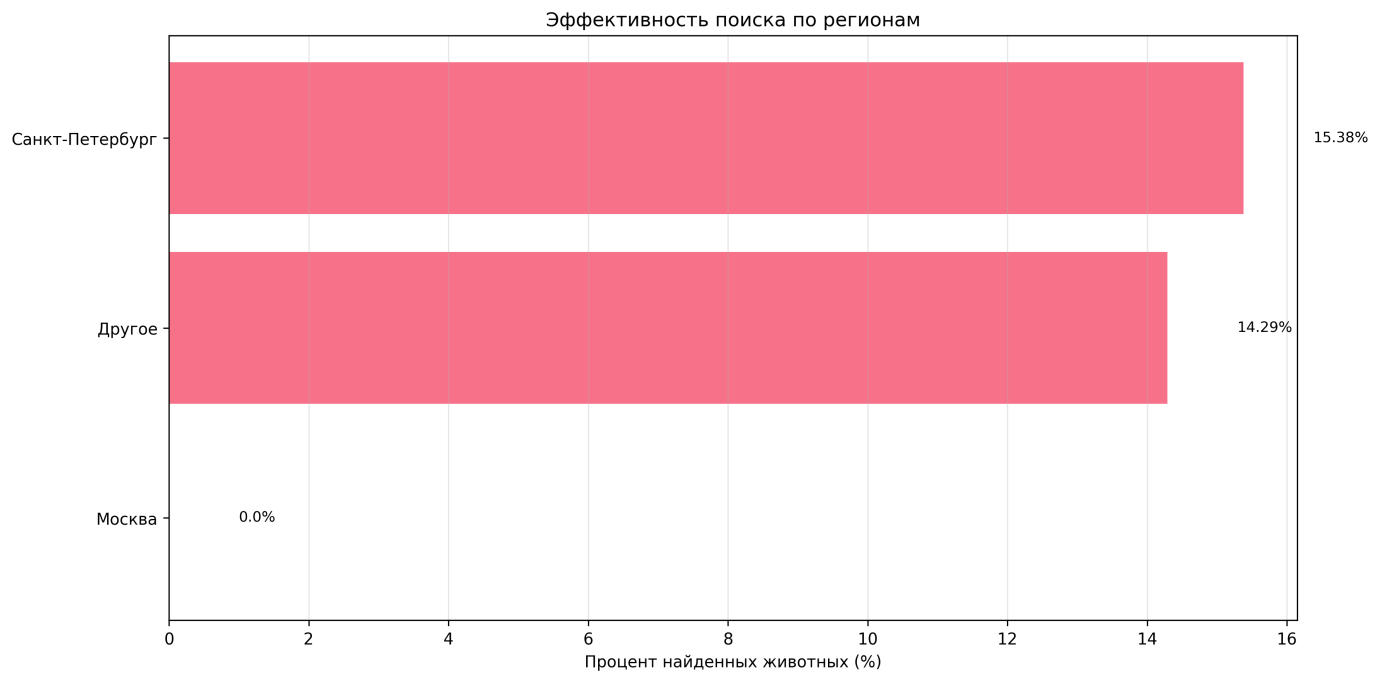 Эффективность поиска по регионам
Санкт-Петербург
15.38%
Другое
14.29%
Москва
0.0%
0 2 4 6 8 10 12 14 16
Процент найденных животных (%)